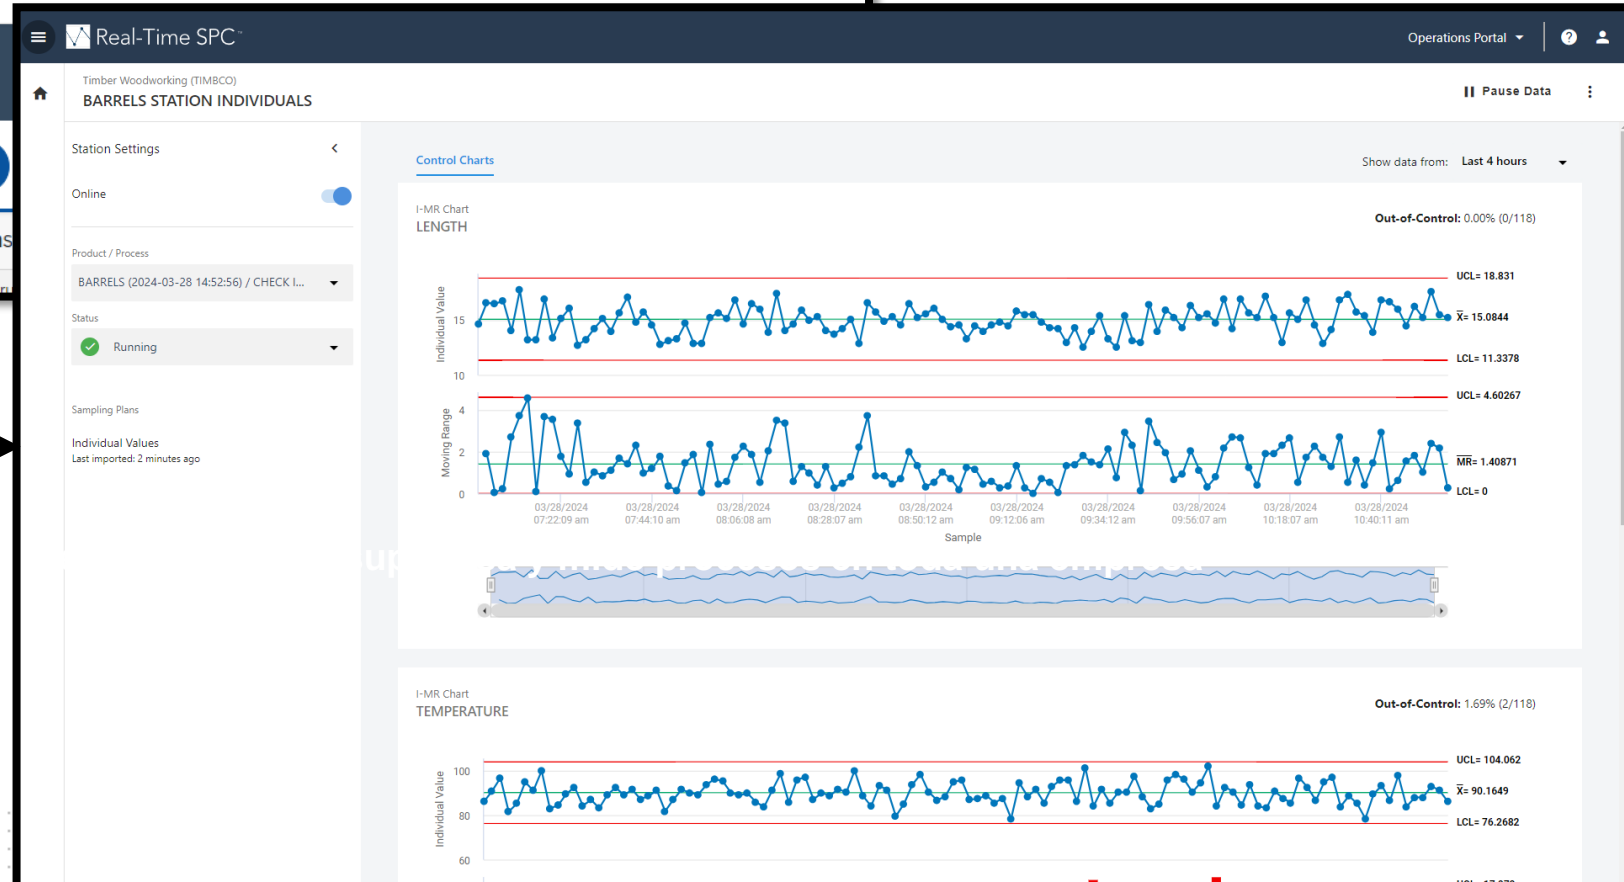 Real-Time SPC™
Operations Portal
Timber Woodworking (TIMBCO)
BARRELS STATION INDIVIDUALS
Pause Data
Station Settings
Online
Product / Process
BARRELS (2024-03-28 14:52:56) / CHECK I...
Status
Running
Sampling Plans
Individual Values
Last imported: 2 minutes ago
Control Charts
Show data from: Last 4 hours
I-MR Chart
LENGTH
Out-of-Control: 0.00% (0/118)
Individual Value
15
10
UCL= 18.831
X̅= 15.0844
LCL= 11.3378
Moving Range
4
2
0
UCL= 4.60267
M̅R̅= 1.40871
LCL= 0
03/28/2024 03/28/2024 03/28/2024 03/28/2024 03/28/2024 03/28/2024 03/28/2024 03/28/2024 03/28/2024 03/28/2024
07:22:09 am 07:44:10 am 08:06:08 am 08:28:07 am 08:50:12 am 09:12:06 am 09:34:12 am 09:56:07 am 10:18:07 am 10:40:11 am
Sample
I-MR Chart
TEMPERATURE
Out-of-Control: 1.69% (2/118)
Individual Value
100
80
60
UCL= 104.062
X̅= 90.1649
LCL= 76.2682